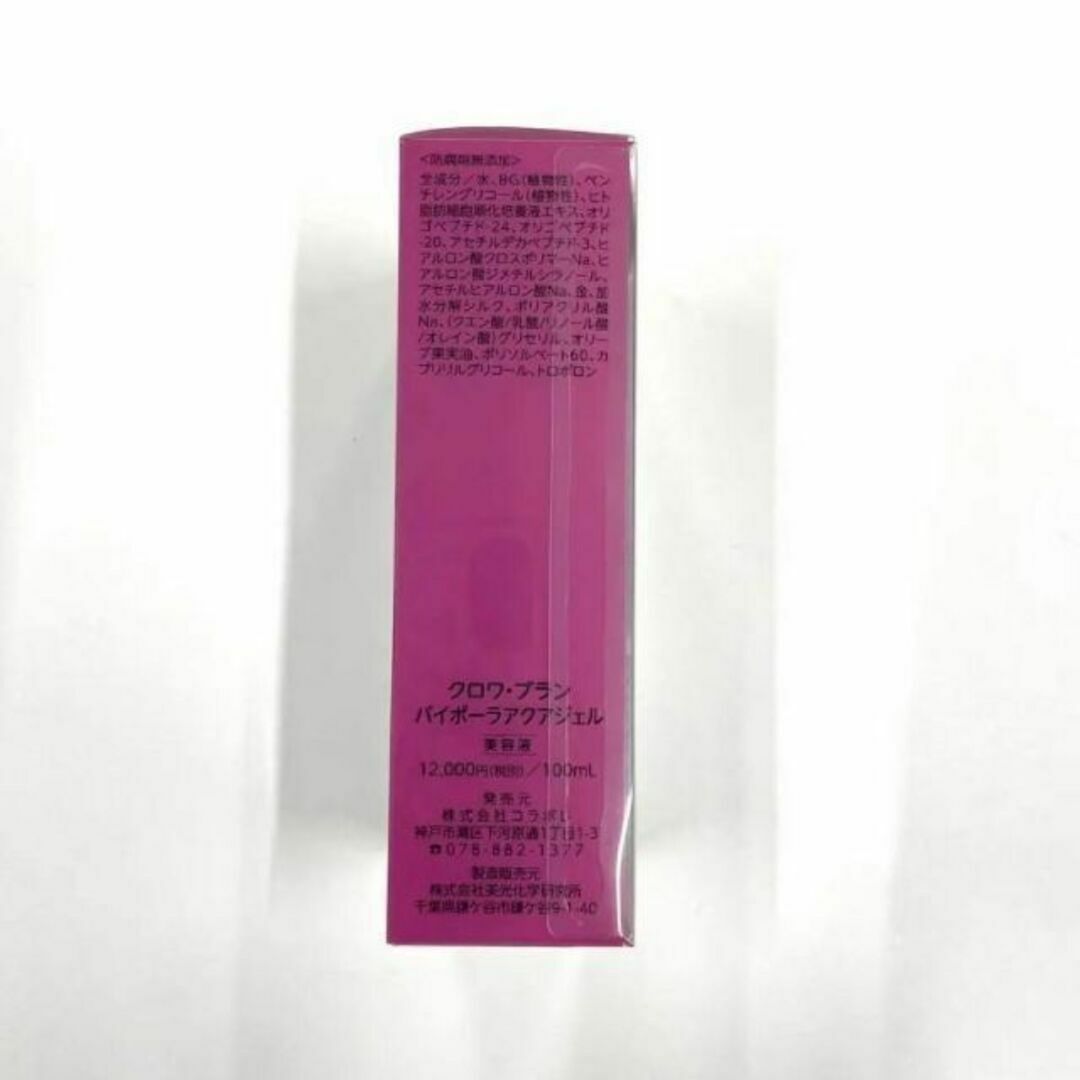 <防腐剤無添加>
全成分/水、BG(植物性)、ペン
チレングリコール(植物性)、ヒト
脂肪細胞順化培養液エキス、オリ
ゴペプチド-24、オリゴペプチド
-20、アセチルデカペプチド-3、ヒ
アルロン酸クロスポリマーNa、ヒ
アルロン酸ジメチルシラノール、
アセチルヒアルロン酸Na、金、加
水分解シルク、ポリアクリル酸
Na、(クエン酸/乳酸/リノール酸
/オレイン酸)グリセリル、オリー
ブ果実油、ポリソルベート60、カ
プリリルグリコール、トロポロン
クロワ・ブラン
バイポーラアクアジェル
美容液
12,000円(税別)/100mL
発売元
株式会社コラボし
神戸市灘区下河原通1丁目1-3
☎078-882-1377
製造販売元
株式会社美光化学研究所
千葉県鎌ケ谷市鎌ケ谷9-1-40